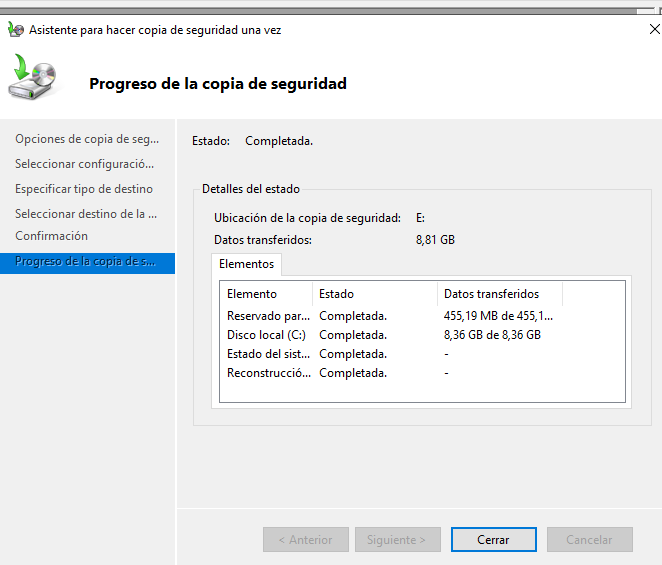 Asistente para hacer copia de seguridad una vez
Progreso de la copia de seguridad
Opciones de copia de seg...
Seleccionar configuració...
Especificar tipo de destino
Seleccionar destino de la ...
Confirmación
Progreso de la copia de s...
Estado: Completada.
Detalles del estado
Ubicación de la copia de seguridad: E:
Datos transferidos: 8,81 GB
Elementos
Elemento Estado Datos transferidos
Reservado par... Completada. 455,19 MB de 455,1...
Disco local (C:) Completada. 8,36 GB de 8,36 GB
Estado del sist... Completada. -
Reconstrucció... Completada. -
< Anterior Siguiente > Cerrar Cancelar